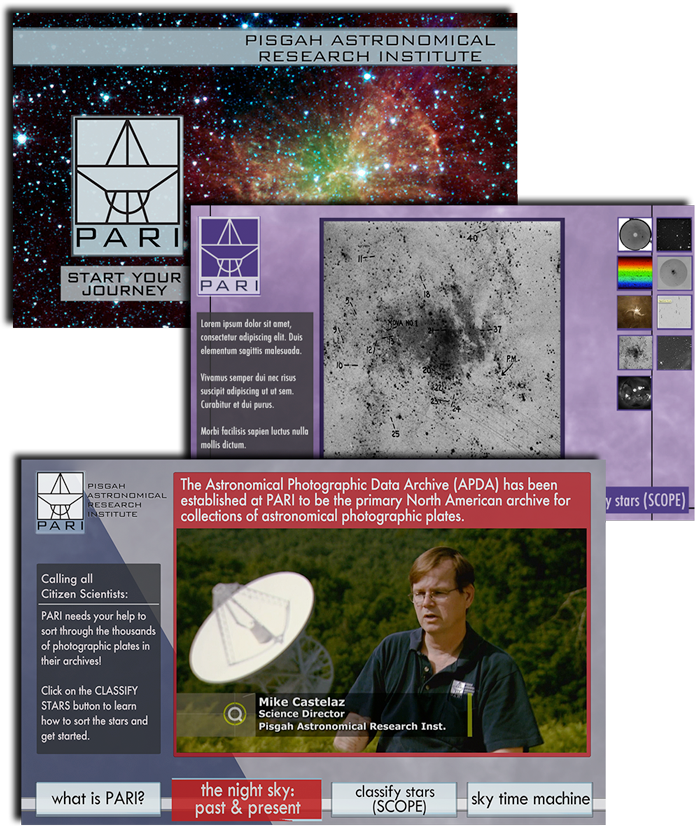 PISGAH ASTRONOMICAL
RESEARCH INSTITUTE
PARI
START YOUR
JOURNEY
PARI
Lorem ipsum dolor sit amet,
consectetur adipiscing elit. Duis
elementum sagittis malesuada.
Vivamus semper dui nec risus
suscipit adipiscing ut ut sem.
Curabitur et dui purus.
Morbi facilisis sapien luctus nulla
mollis dictum.
40
11
18
5
NOVA NO. 1
37
9
15
12
10
P.M.
20
23
24
25
y stars (SCOPE)
PARI
PISGAH
ASTRONOMICAL
RESEARCH
INSTITUTE
The Astronomical Photographic Data Archive (APDA) has been
established at PARI to be the primary North American archive for
collections of astronomical photographic plates.
Calling all
Citizen Scientists:
PARI needs your help to
sort through the thousands
of photographic plates in
their archives!
Click on the CLASSIFY
STARS button to learn
how to sort the stars and
get started.
Mike Castelaz
Science Director
Pisgah Astronomical Research Inst.
what is PARI?
the night sky:
past & present
classify stars
(SCOPE)
sky time machine